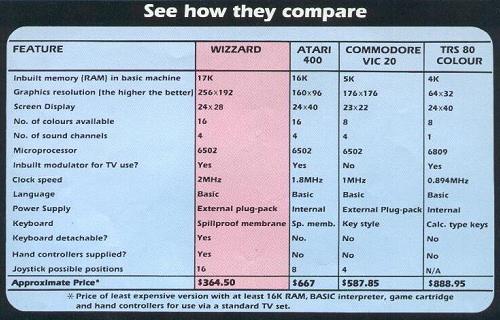 See how they compare
FEATURE WIZZARD ATARI 400 COMMODORE VIC 20 TRS 80 COLOUR
Inbuilt memory (RAM) in basic machine 17K 16K 5K 4K
Graphics resolution (the higher the better) 256×192 160×96 176×176 64×32
Screen Display 24×28 24×40 23×22 24×40
No. of colours available 16 16 8 8
No. of sound channels 4 4 4 1
Microprocessor 6502 6502 6502 6809
Inbuilt modulator for TV use? Yes Yes No Yes
Clock speed 2MHz 1.8MHz 1MHz 0.894MHz
Language Basic Basic Basic Basic
Power Supply External plug-pack Internal External Plug-pack Internal
Keyboard Spillproof membrane Sp. memb. Key style Calc. type keys
Keyboard detachable? Yes No. No No
Hand controllers supplied? Yes No No No
Joystick possible positions 16 8 4 N/A
Approximate Price* $364.50 $667 $587.85 $888.95
* Price of least expensive version with at least 16K RAM, BASIC interpreter, game cartridge
and hand controllers for use via a standard TV set.